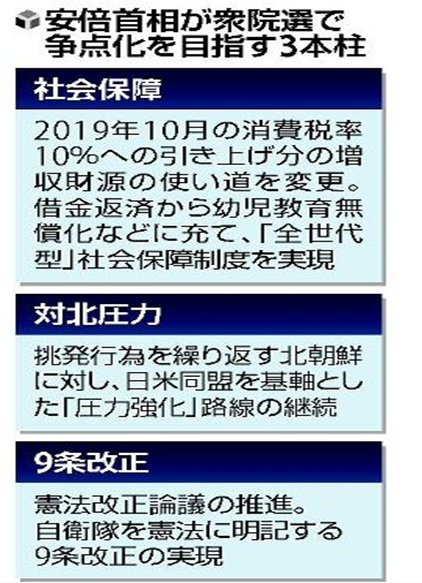 安倍首相が衆院選で
争点化を目指す3本柱
社会保障
2019年10月の消費税率
10%への引き上げ分の増
収財源の使い道を変更。
借金返済から幼児教育無
償化などに充て、「全世代
型」社会保障制度を実現
対北圧力
挑発行為を繰り返す北朝鮮
に対し、日米同盟を基軸とし
た「圧力強化」路線の継続
9条改正
憲法改正論議の推進。
自衛隊を憲法に明記する
9条改正の実現